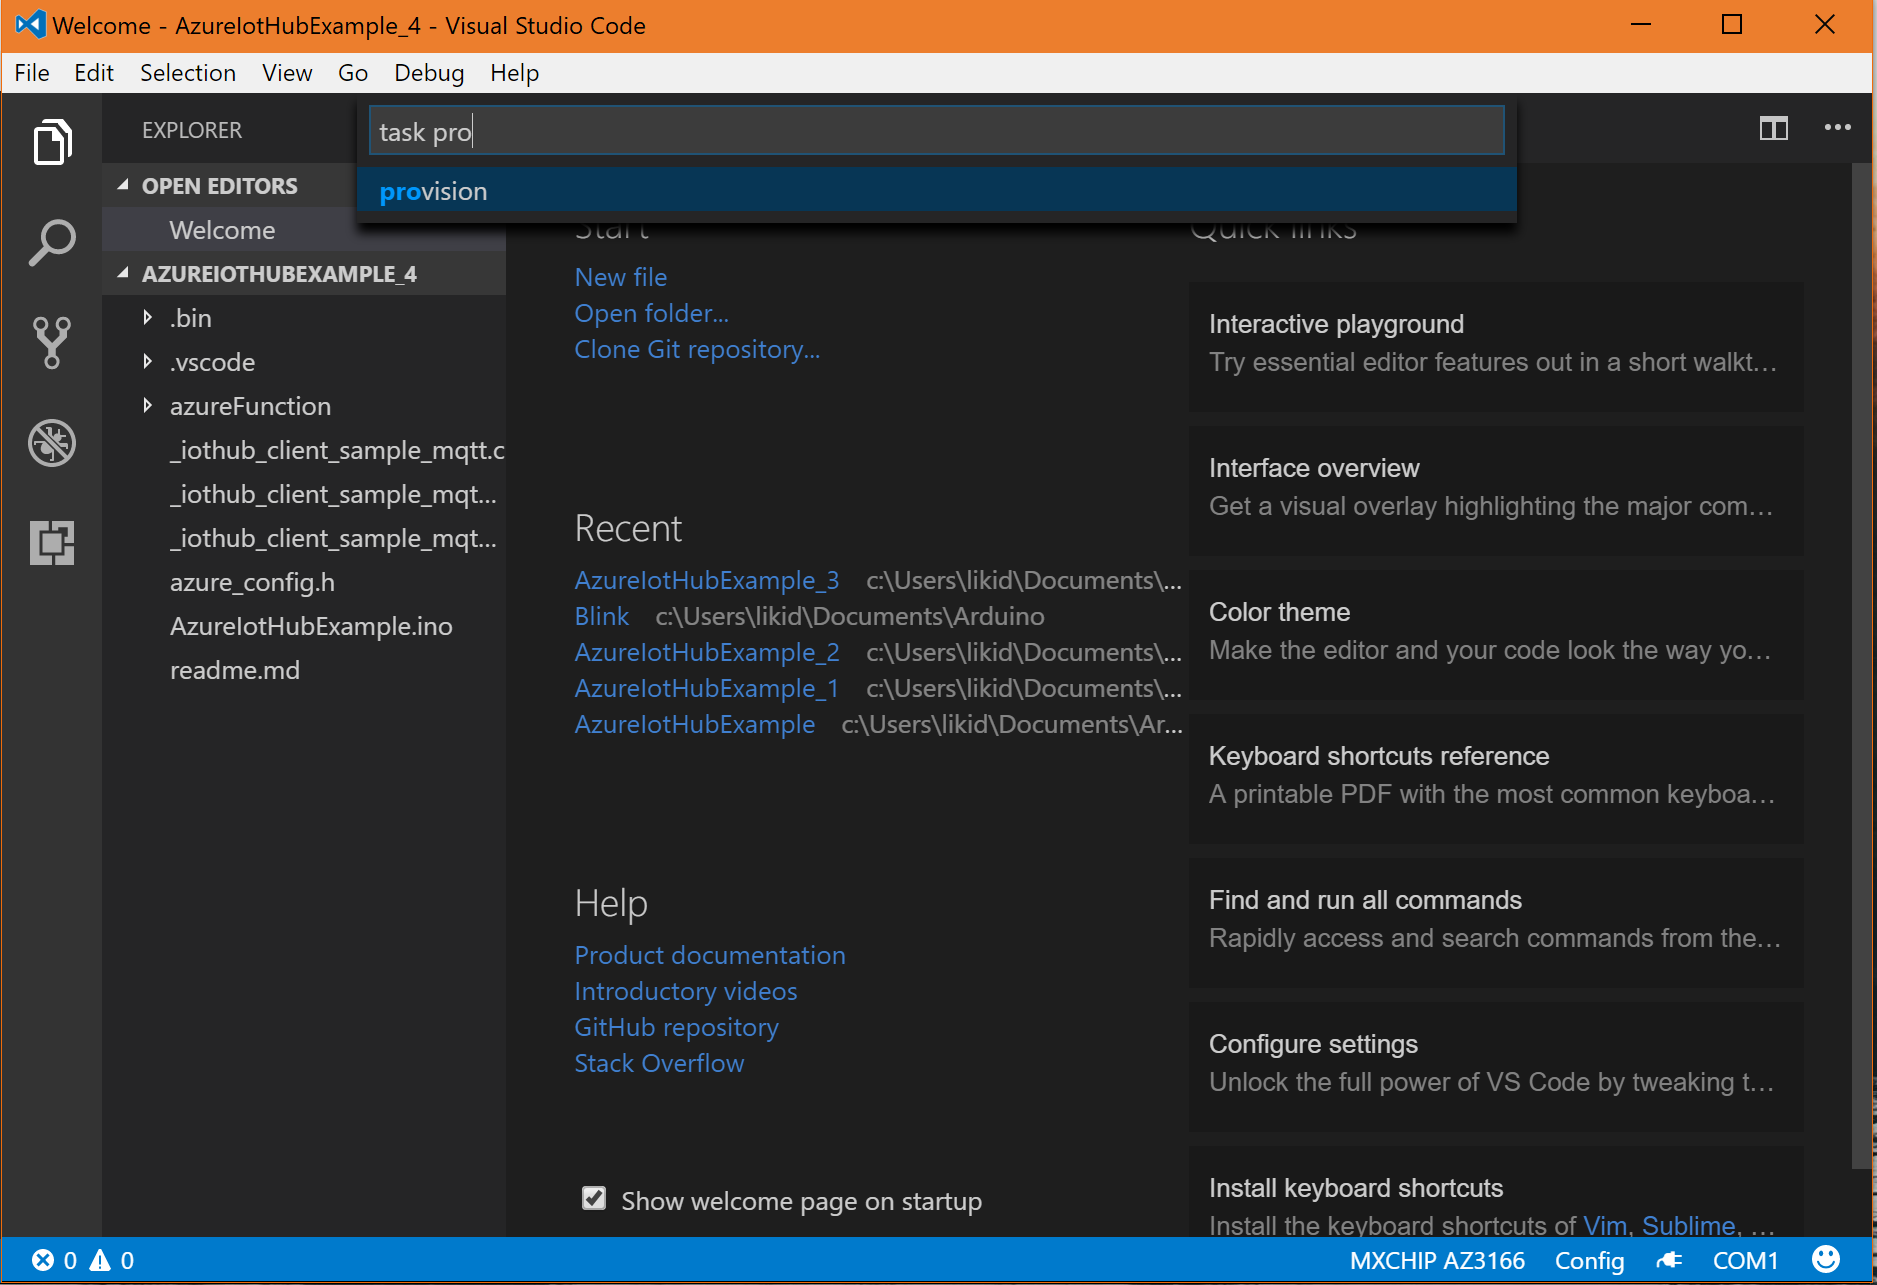 Welcome - AzureIotHubExample_4 - Visual Studio Code
File Edit Selection View Go Debug Help
EXPLORER
task pro
provision
OPEN EDITORS
Welcome
AZUREIOTHUBEXAMPLE_4
.bin
.vscode
azureFunction
_iothub_client_sample_mqtt.c
_iothub_client_sample_mqt...
_iothub_client_sample_mqt...
azure_config.h
AzureIotHubExample.ino
readme.md
Start
New file
Open folder...
Clone Git repository...
Recent
AzureIotHubExample_3 c:\Users\likid\Documents\...
Blink c:\Users\likid\Documents\Arduino
AzureIotHubExample_2 c:\Users\likid\Documents\...
AzureIotHubExample_1 c:\Users\likid\Documents\...
AzureIotHubExample c:\Users\likid\Documents\Ar...
Help
Product documentation
Introductory videos
GitHub repository
Stack Overflow
Show welcome page on startup
Quick links
Interactive playground
Try essential editor features out in a short walkt...
Interface overview
Get a visual overlay highlighting the major com...
Color theme
Make the editor and your code look the way yo...
Keyboard shortcuts reference
A printable PDF with the most common keyboa...
Find and run all commands
Rapidly access and search commands from the...
Configure settings
Unlock the full power of VS Code by tweaking t...
Install keyboard shortcuts
Install the keyboard shortcuts of Vim, Sublime, ...
0 0
MXCHIP AZ3166 Config COM1